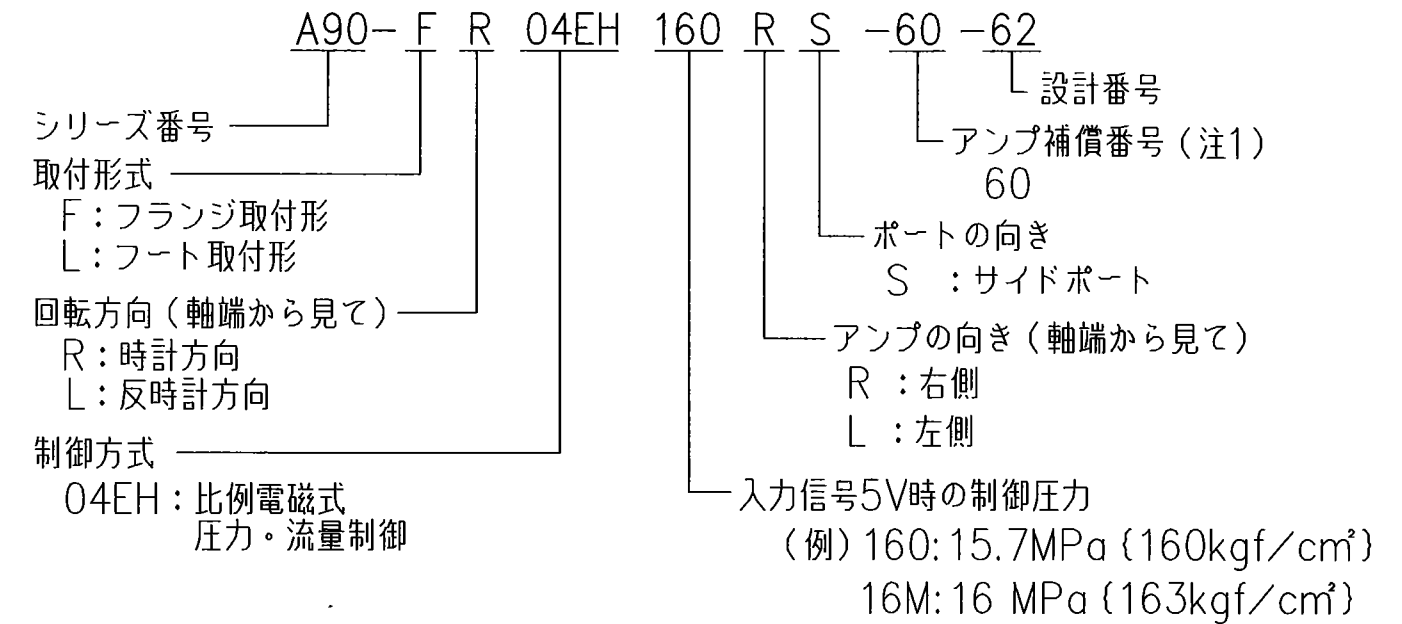 A90-F R 04EH 160 R S -60 -62
設計番号
シリーズ番号
アンプ補償番号(注1)
60
取付形式
F:フランジ取付形
L:フート取付形
ポートの向き
S :サイドポート
回転方向(軸端から見て)
R:時計方向
L:反時計方向
アンプの向き(軸端から見て)
R :右側
L :左側
制御方式
04EH:比例電磁式
圧力・流量制御
入力信号5V時の制御圧力
(例)160:15.7MPa{160kgf/cm²}
16M:16 MPa{163kgf/cm²}